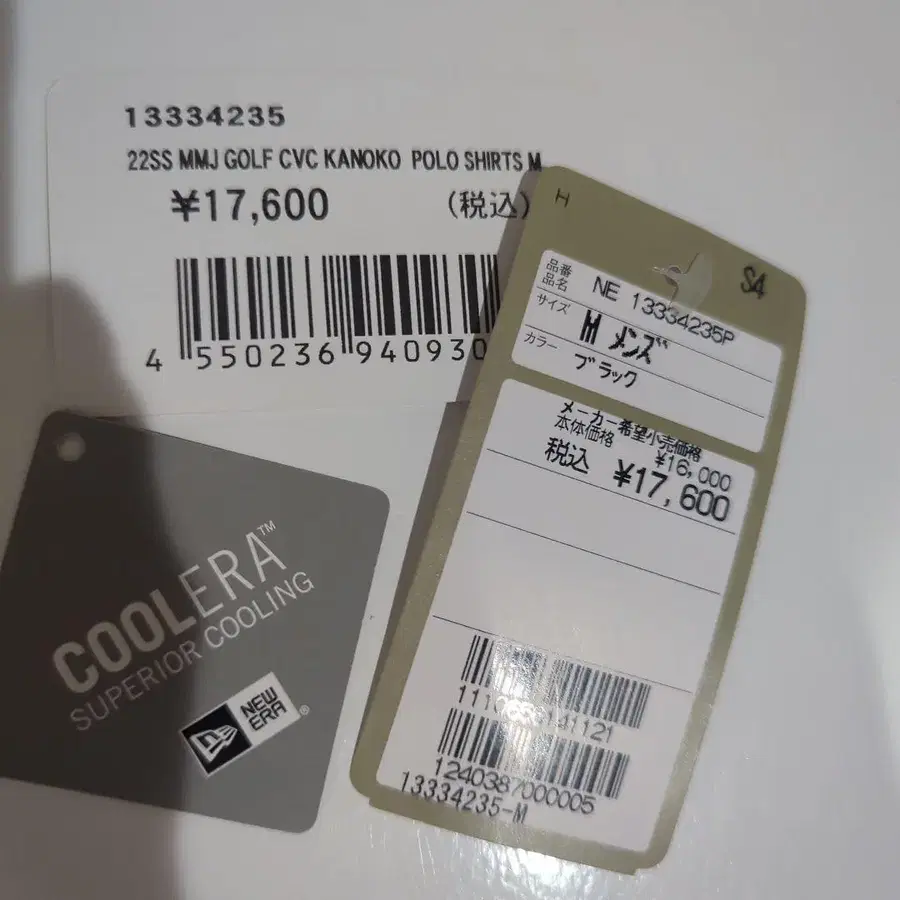 13334235
22SS MMJ GOLF CVC KANOKO POLO SHIRTS M
¥17,600 (税込)
4 550236 940930
H
S4
品番
品名
NE 13334235P
サイズ
M メンズ
カラー
ブラック
メーカー希望小売価格
本体価格 ¥16,000
税込 ¥17,600
1240387000005
13334235-M
COOLERA™
SUPERIOR COOLING
NEW
ERA®